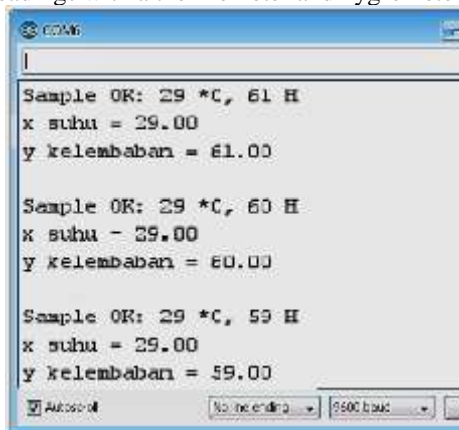 COM6
Sample OK: 29 *C, 61 H
x suhu = 29.00
y kelembaban = 61.00
Sample OK: 29 *C, 60 H
x suhu = 29.00
y kelembaban = 60.00
Sample OK: 29 *C, 59 H
x suhu = 29.00
y kelembaban = 59.00
Autoscroll No line ending 9600 baud